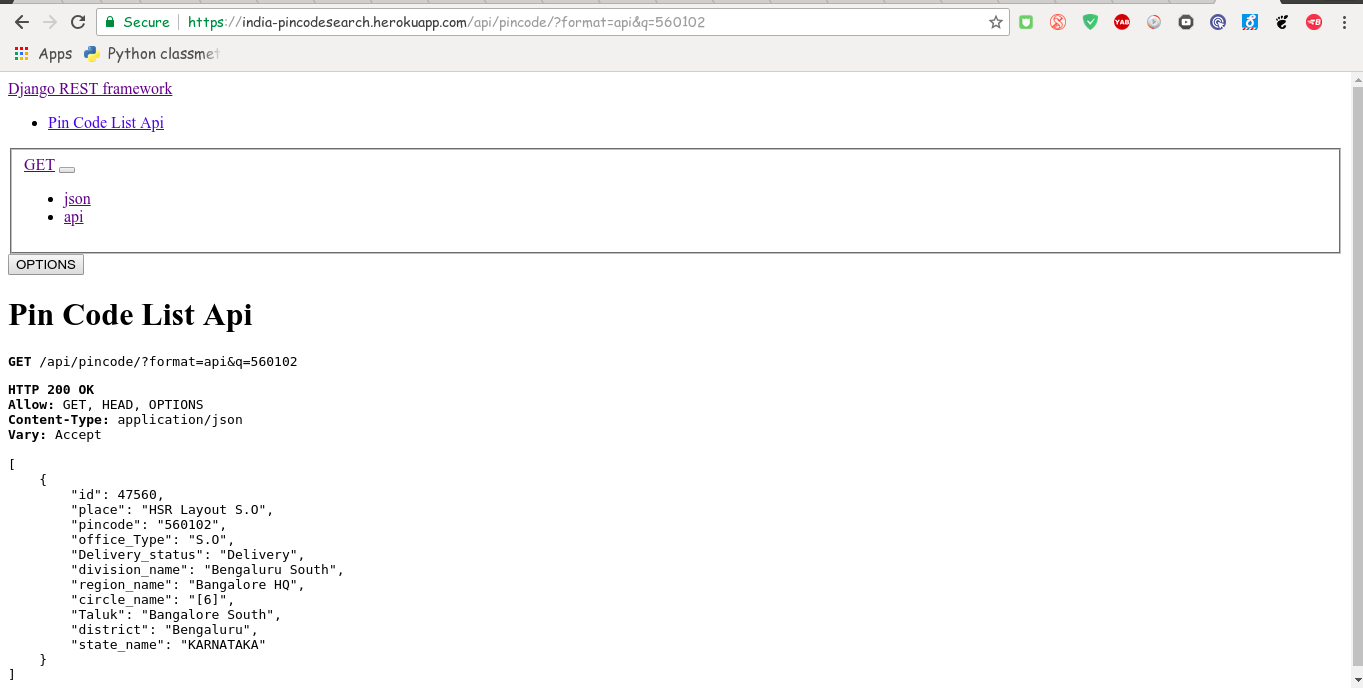 Secure https://india-pincodesearch.herokuapp.com/api/pincode/?format=api&q=560102
YAB
Apps Python classmet
Django REST framework
Pin Code List Api
GET
json
api
OPTIONS
Pin Code List Api
GET /api/pincode/?format=api&q=560102
HTTP 200 OK
Allow: GET, HEAD, OPTIONS
Content-Type: application/json
Vary: Accept
[
    {
        "id": 47560,
        "place": "HSR Layout S.O",
        "pincode": "560102",
        "office_Type": "S.O",
        "Delivery_status": "Delivery",
        "division_name": "Bengaluru South",
        "region_name": "Bangalore HQ",
        "circle_name": "[6]",
        "Taluk": "Bangalore South",
        "district": "Bengaluru",
        "state_name": "KARNATAKA"
    }
]